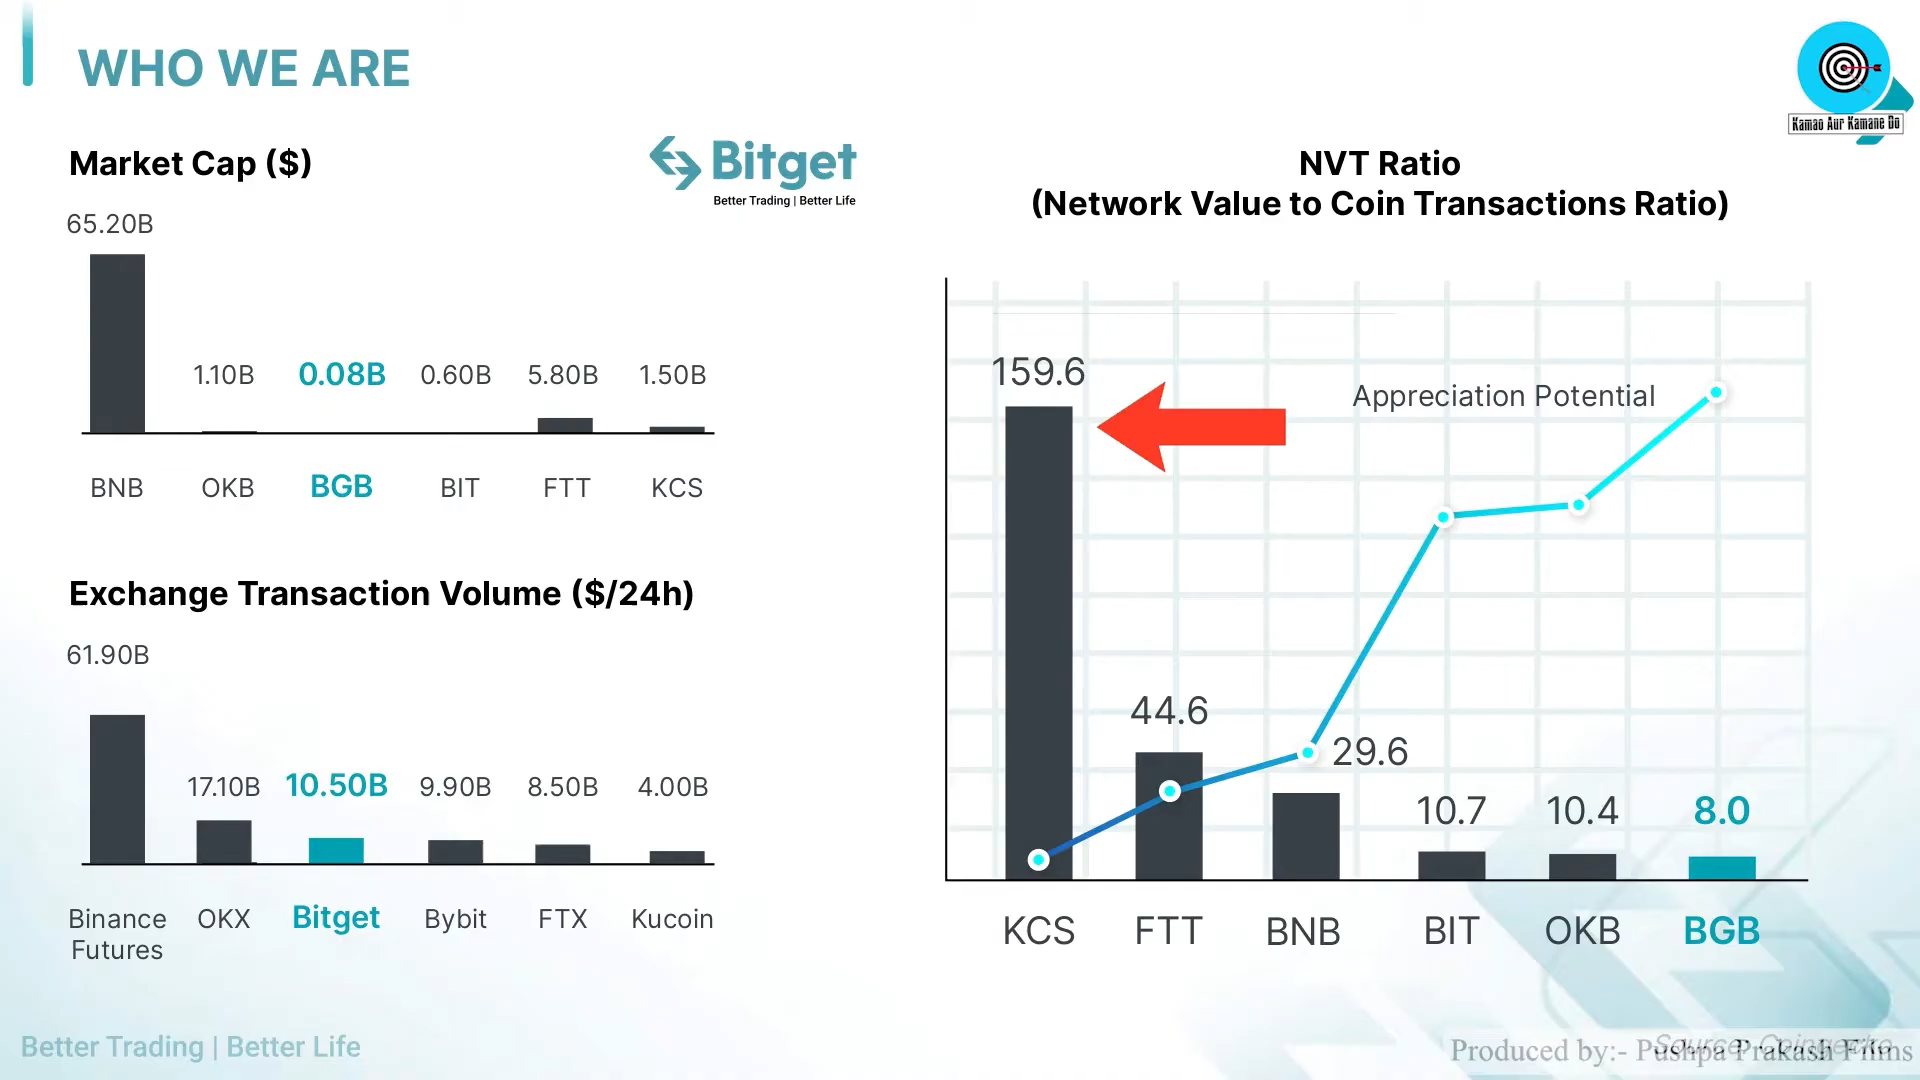 WHO WE ARE
Kamao Aur Kamane Do
Market Cap ($)
Bitget
Better Trading | Better Life
65.20B
1.10B 0.08B 0.60B 5.80B 1.50B
BNB OKB BGB BIT FTT KCS
Exchange Transaction Volume ($/24h)
61.90B
17.10B 10.50B 9.90B 8.50B 4.00B
Binance Futures OKX Bitget Bybit FTX Kucoin
NVT Ratio
(Network Value to Coin Transactions Ratio)
159.6
Appreciation Potential
44.6
29.6
10.7 10.4 8.0
KCS FTT BNB BIT OKB BGB
Better Trading | Better Life
Produced by:- Pushpa Prakash Films